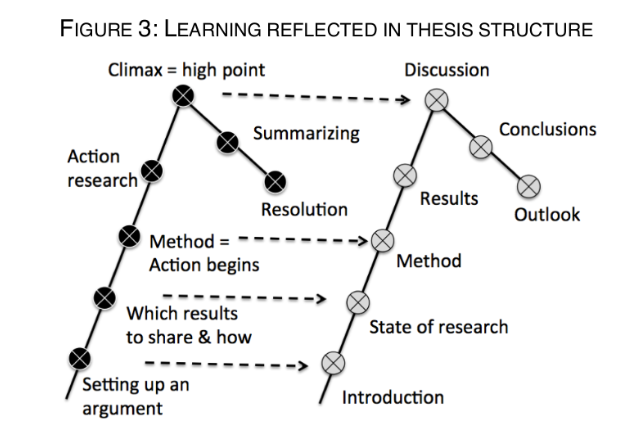 FIGURE 3: LEARNING REFLECTED IN THESIS STRUCTURE
Climax = high point
Discussion
Summarizing
Conclusions
Action
research
Resolution
Results
Outlook
Method =
Action begins
Method
Which results
to share & how
State of research
Setting up an
argument
Introduction